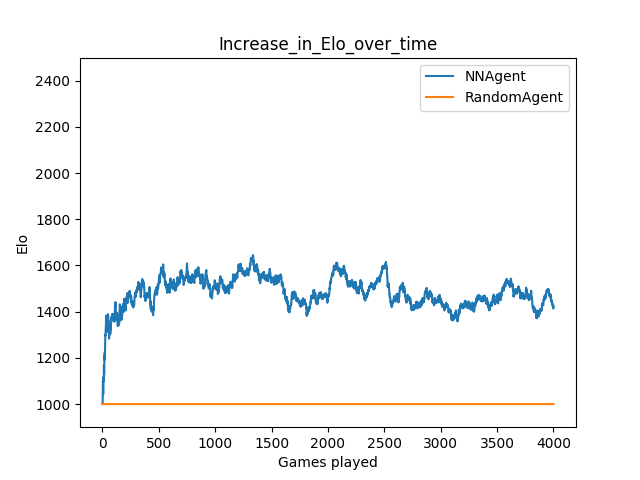 Increase_in_Elo_over_time
NNAgent
RandomAgent
2400
2200
2000
1800
1600
1400
1200
1000
Elo
0 500 1000 1500 2000 2500 3000 3500 4000
Games played